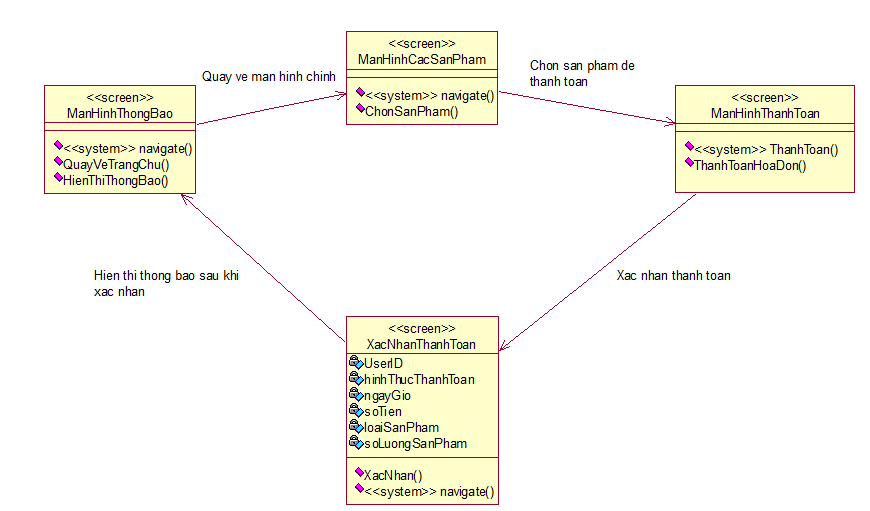 <<screen>>
ManHinhCacSanPham
<<system>> navigate()
ChonSanPham()
Quay ve man hinh chinh
Chon san pham de
thanh toan
<<screen>>
ManHinhThongBao
<<system>> navigate()
QuayVeTrangChu()
HienThiThongBao()
<<screen>>
ManHinhThanhToan
<<system>> ThanhToan()
ThanhToanHoaDon()
Hien thi thong bao sau khi
xac nhan
Xac nhan thanh toan
<<screen>>
XacNhanThanhToan
UserID
hinhThucThanhToan
ngayGio
soTien
loaiSanPham
soLuongSanPham
XacNhan()
<<system>> navigate()